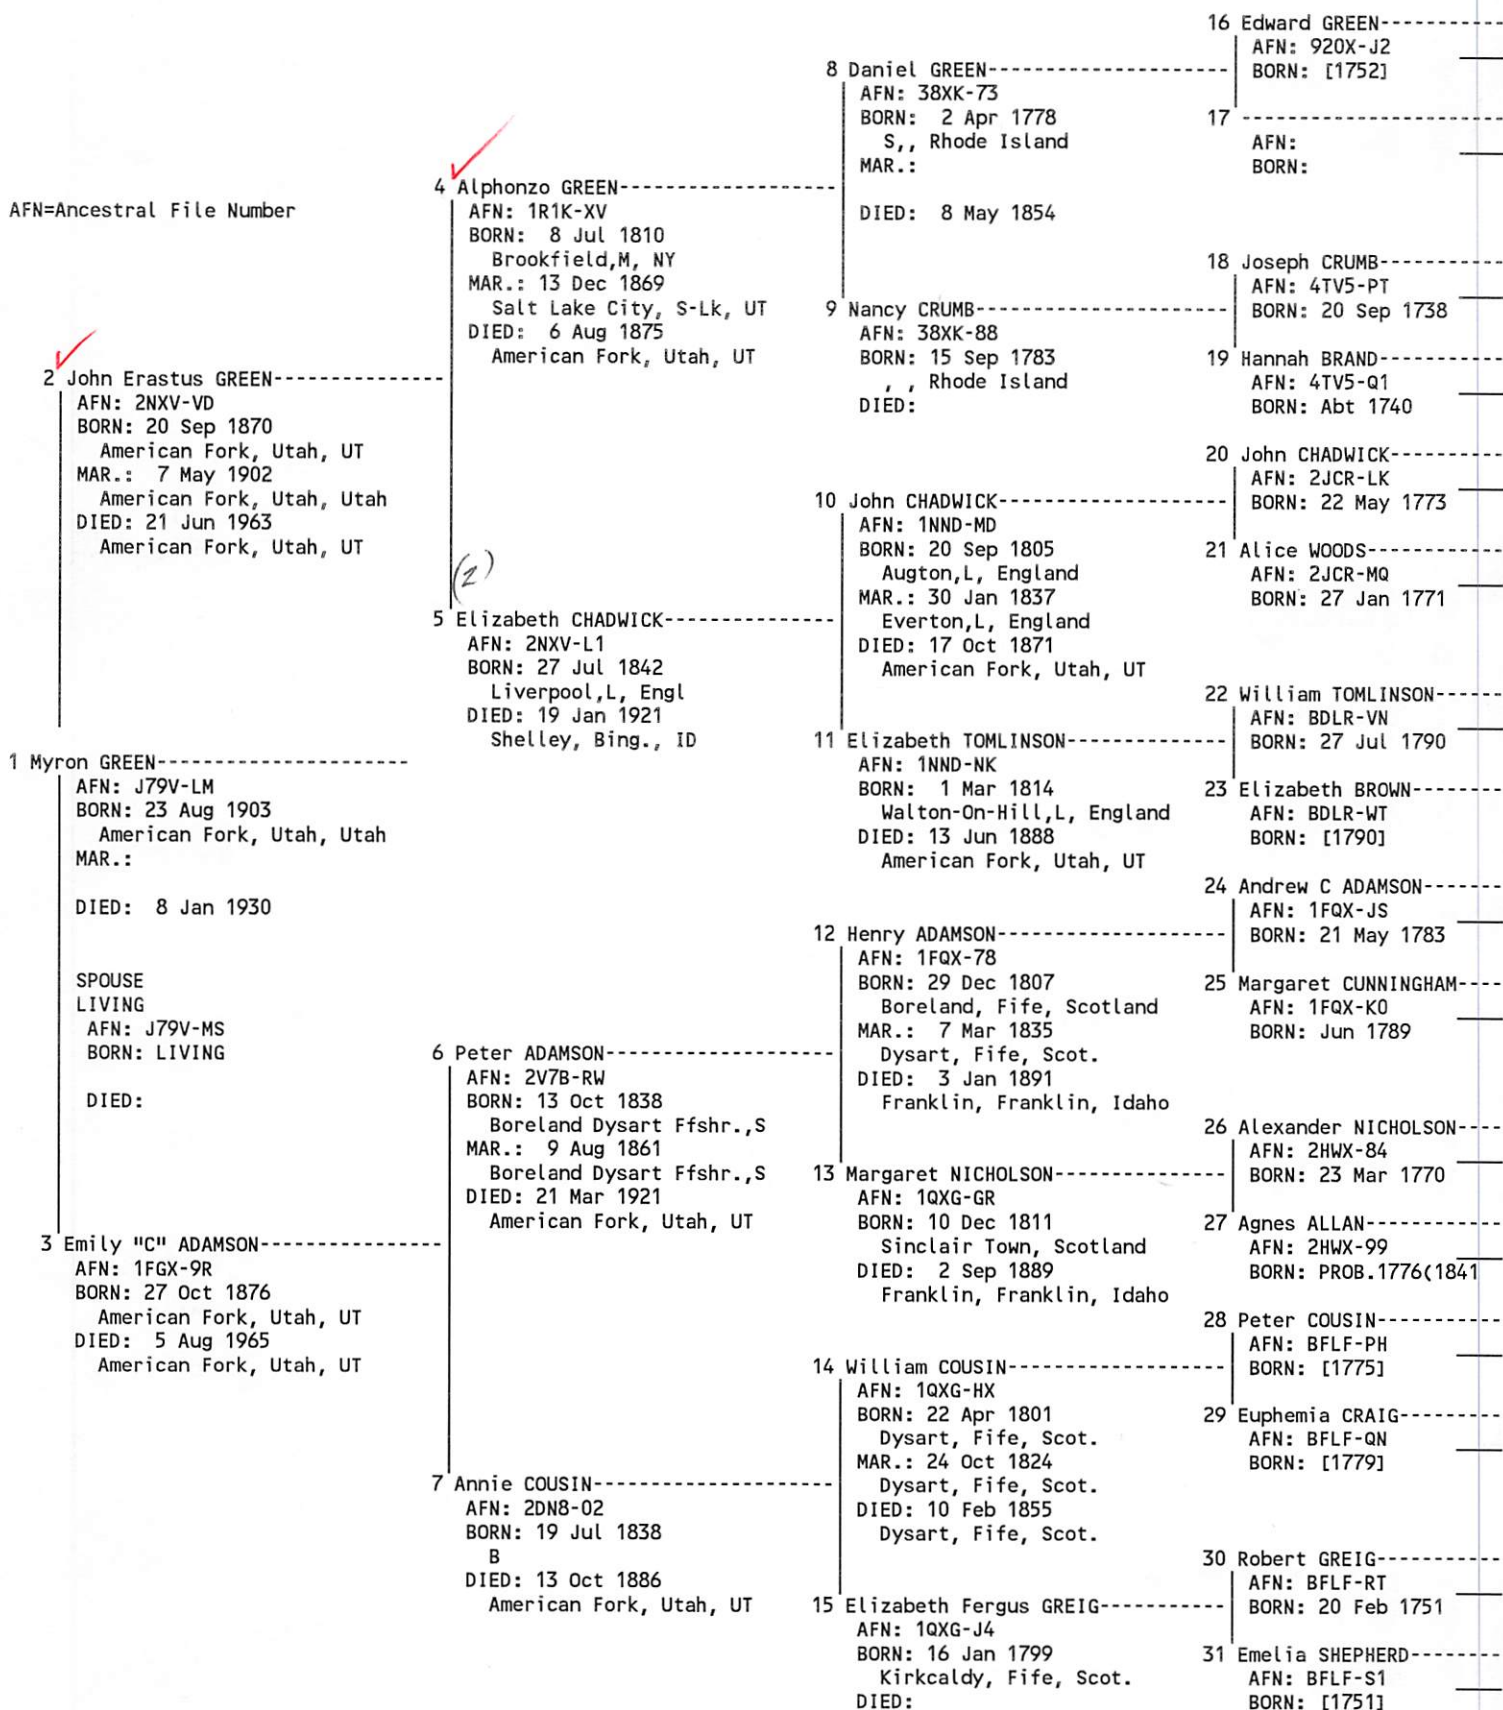 AFN=Ancestral File Number
1 Myron GREEN
AFN: J79V-LM
BORN: 23 Aug 1903
American Fork, Utah, Utah
MAR.:
DIED: 8 Jan 1930
SPOUSE
LIVING
AFN: J79V-MS
BORN: LIVING
DIED:
2 John Erastus GREEN
AFN: 2NXV-VD
BORN: 20 Sep 1870
American Fork, Utah, UT
MAR.: 7 May 1902
American Fork, Utah, Utah
DIED: 21 Jun 1963
American Fork, Utah, UT
3 Emily "C" ADAMSON
AFN: 1FGX-9R
BORN: 27 Oct 1876
American Fork, Utah, UT
DIED: 5 Aug 1965
American Fork, Utah, UT
4 Alphonzo GREEN
AFN: 1R1K-XV
BORN: 8 Jul 1810
Brookfield,M, NY
MAR.: 13 Dec 1869
Salt Lake City, S-Lk, UT
DIED: 6 Aug 1875
American Fork, Utah, UT
(2)
5 Elizabeth CHADWICK
AFN: 2NXV-L1
BORN: 27 Jul 1842
Liverpool,L, Engl
DIED: 19 Jan 1921
Shelley, Bing., ID
6 Peter ADAMSON
AFN: 2V7B-RW
BORN: 13 Oct 1838
Boreland Dysart Ffshr.,S
MAR.: 9 Aug 1861
Boreland Dysart Ffshr.,S
DIED: 21 Mar 1921
American Fork, Utah, UT
7 Annie COUSIN
AFN: 2DN8-02
BORN: 19 Jul 1838
B
DIED: 13 Oct 1886
American Fork, Utah, UT
8 Daniel GREEN
AFN: 38XK-73
BORN: 2 Apr 1778
S,, Rhode Island
MAR.:
DIED: 8 May 1854
9 Nancy CRUMB
AFN: 38XK-88
BORN: 15 Sep 1783
, , Rhode Island
DIED:
10 John CHADWICK
AFN: 1NND-MD
BORN: 20 Sep 1805
Augton,L, England
MAR.: 30 Jan 1837
Everton,L, England
DIED: 17 Oct 1871
American Fork, Utah, UT
11 Elizabeth TOMLINSON
AFN: 1NND-NK
BORN: 1 Mar 1814
Walton-On-Hill,L, England
DIED: 13 Jun 1888
American Fork, Utah, UT
12 Henry ADAMSON
AFN: 1FQX-78
BORN: 29 Dec 1807
Boreland, Fife, Scotland
MAR.: 7 Mar 1835
Dysart, Fife, Scot.
DIED: 3 Jan 1891
Franklin, Franklin, Idaho
13 Margaret NICHOLSON
AFN: 1QXG-GR
BORN: 10 Dec 1811
Sinclair Town, Scotland
DIED: 2 Sep 1889
Franklin, Franklin, Idaho
14 William COUSIN
AFN: 1QXG-HX
BORN: 22 Apr 1801
Dysart, Fife, Scot.
MAR.: 24 Oct 1824
Dysart, Fife, Scot.
DIED: 10 Feb 1855
Dysart, Fife, Scot.
15 Elizabeth Fergus GREIG
AFN: 1QXG-J4
BORN: 16 Jan 1799
Kirkcaldy, Fife, Scot.
DIED:
16 Edward GREEN
AFN: 920X-J2
BORN: [1752]
17
AFN:
BORN:
18 Joseph CRUMB
AFN: 4TV5-PT
BORN: 20 Sep 1738
19 Hannah BRAND
AFN: 4TV5-Q1
BORN: Abt 1740
20 John CHADWICK
AFN: 2JCR-LK
BORN: 22 May 1773
21 Alice WOODS
AFN: 2JCR-MQ
BORN: 27 Jan 1771
22 William TOMLINSON
AFN: BDLR-VN
BORN: 27 Jul 1790
23 Elizabeth BROWN
AFN: BDLR-WT
BORN: [1790]
24 Andrew C ADAMSON
AFN: 1FQX-JS
BORN: 21 May 1783
25 Margaret CUNNINGHAM
AFN: 1FQX-K0
BORN: Jun 1789
26 Alexander NICHOLSON
AFN: 2HWX-84
BORN: 23 Mar 1770
27 Agnes ALLAN
AFN: 2HWX-99
BORN: PROB.1776(1841
28 Peter COUSIN
AFN: BFLF-PH
BORN: [1775]
29 Euphemia CRAIG
AFN: BFLF-QN
BORN: [1779]
30 Robert GREIG
AFN: BFLF-RT
BORN: 20 Feb 1751
31 Emelia SHEPHERD
AFN: BFLF-S1
BORN: [1751]